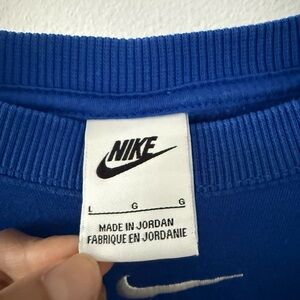 NIKE
L G G
MADE IN JORDAN
FABRIQUE EN JORDANIE